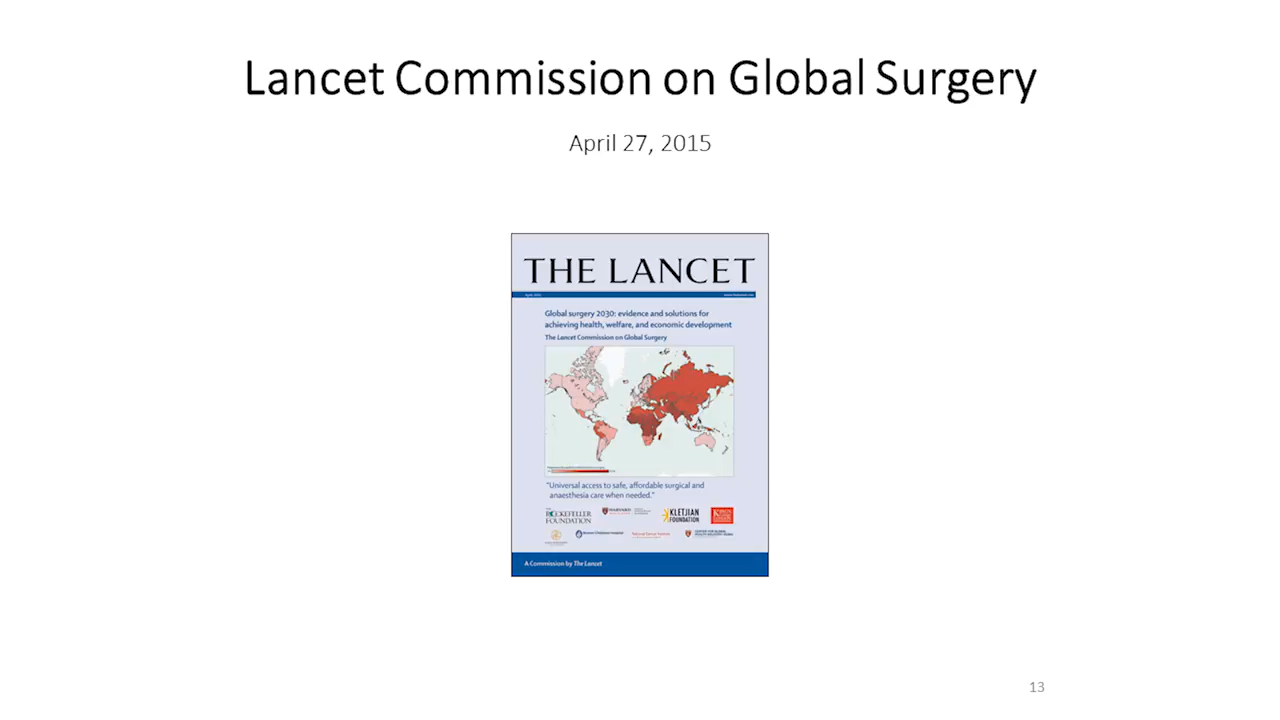 Lancet Commission on Global Surgery
April 27, 2015
THE LANCET
Global surgery 2030: evidence and solutions for
achieving health, welfare, and economic development
The Lancet Commission on Global Surgery
"Universal access to safe, affordable surgical and
anaesthesia care when needed."
ROCKEFELLER
FOUNDATION
HARVARD
KLETJIAN
FOUNDATION
A Commission by The Lancet
13